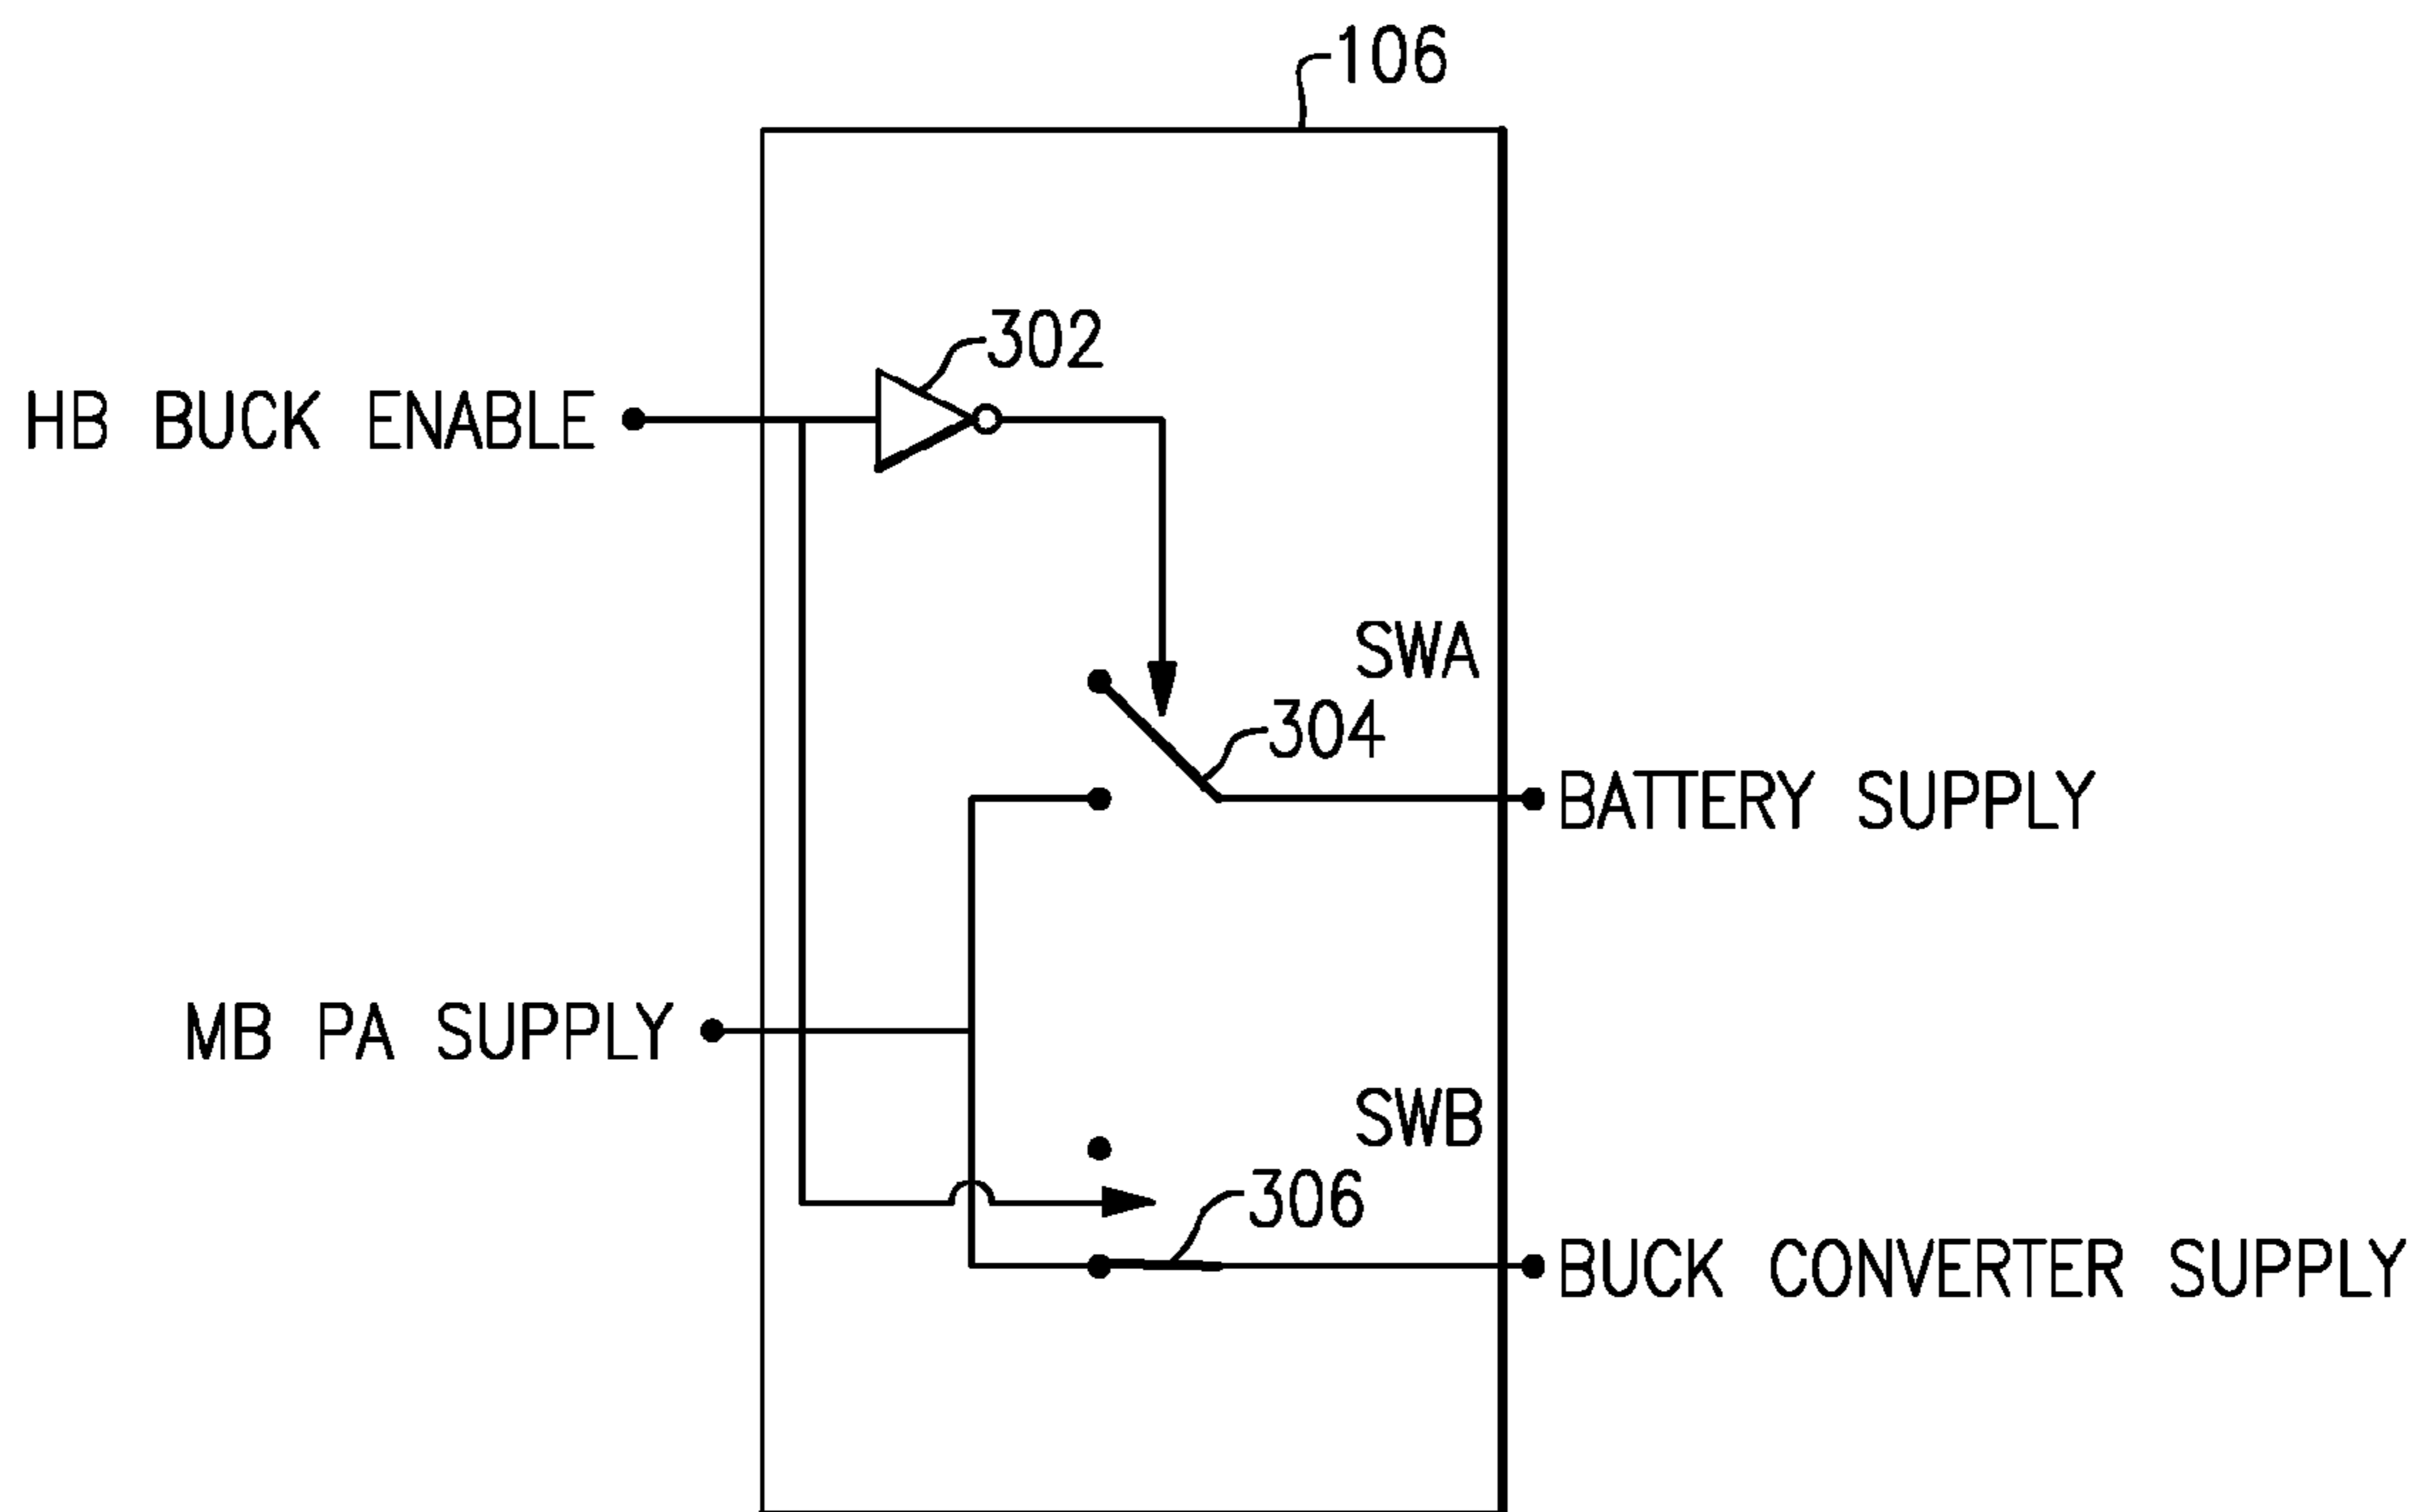 106
302
HB BUCK ENABLE
SWA
304
BATTERY SUPPLY
MB PA SUPPLY
SWB
306
BUCK CONVERTER SUPPLY